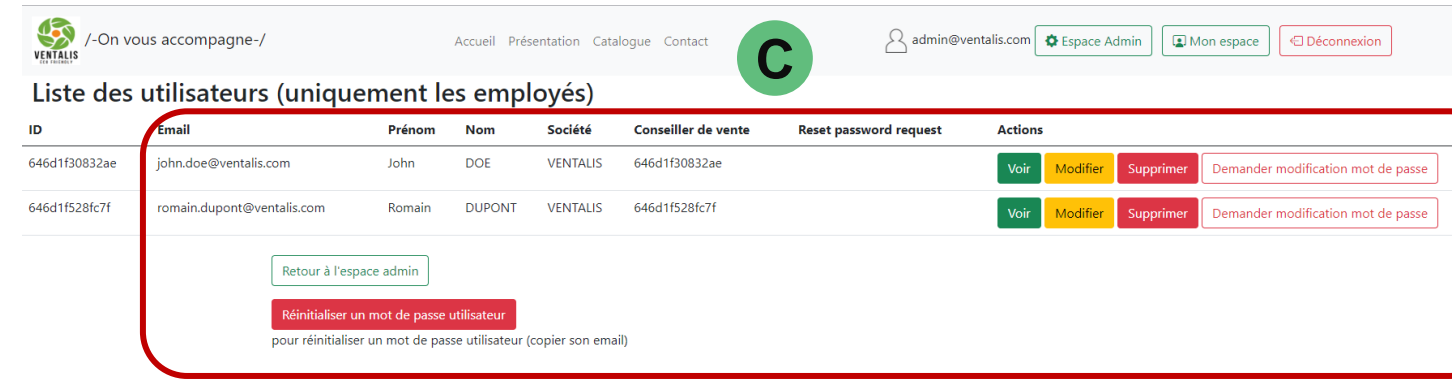 VENTALIS
ECO FRIENDLY
/-On vous accompagne-/
Accueil Présentation Catalogue Contact
C
admin@ventalis.com Espace Admin Mon espace Déconnexion
Liste des utilisateurs (uniquement les employés)
ID Email Prénom Nom Société Conseiller de vente Reset password request Actions
646d1f30832ae john.doe@ventalis.com John DOE VENTALIS 646d1f30832ae Voir Modifier Supprimer Demander modification mot de passe
646d1f528fc7f romain.dupont@ventalis.com Romain DUPONT VENTALIS 646d1f528fc7f Voir Modifier Supprimer Demander modification mot de passe
Retour à l'espace admin
Réinitialiser un mot de passe utilisateur
pour réinitialiser un mot de passe utilisateur (copier son email)